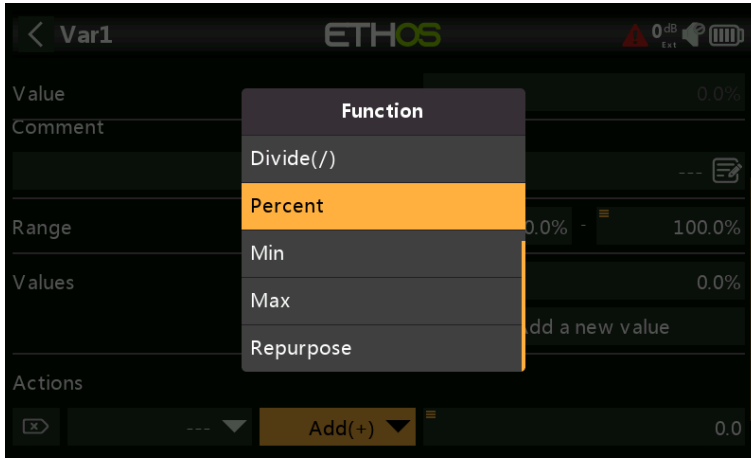 Var1 ETHOS 0dB Ext
Value 0.0%
Function
Comment
Divide(/)
---
Percent
Range 0.0% - 100.0%
Min
Values 0.0%
Max
Add a new value
Repurpose
Actions
--- Add(+) 0.0